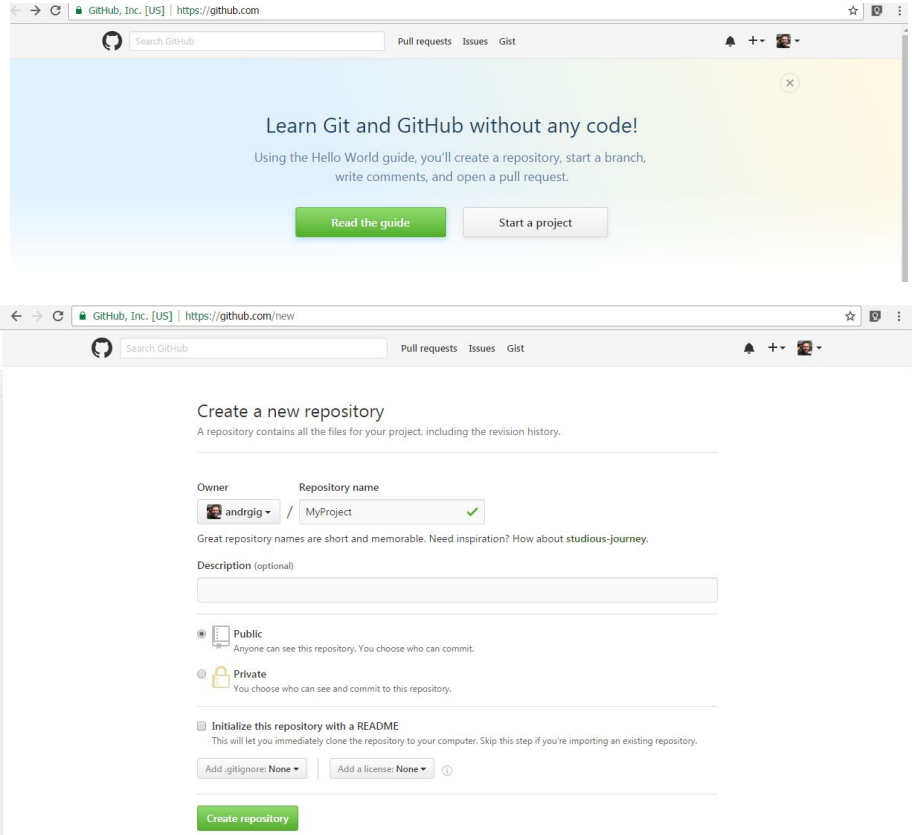 GitHub, Inc. [US] | https://github.com
Search GitHub Pull requests Issues Gist
Learn Git and GitHub without any code!
Using the Hello World guide, you'll create a repository, start a branch,
write comments, and open a pull request.
Read the guide Start a project
GitHub, Inc. [US] | https://github.com/new
Search GitHub Pull requests Issues Gist
Create a new repository
A repository contains all the files for your project, including the revision history.
Owner Repository name
andrgig / MyProject
Great repository names are short and memorable. Need inspiration? How about studious-journey.
Description (optional)
Public
Anyone can see this repository. You choose who can commit.
Private
You choose who can see and commit to this repository.
Initialize this repository with a README
This will let you immediately clone the repository to your computer. Skip this step if you're importing an existing repository.
Add .gitignore: None Add a license: None
Create repository